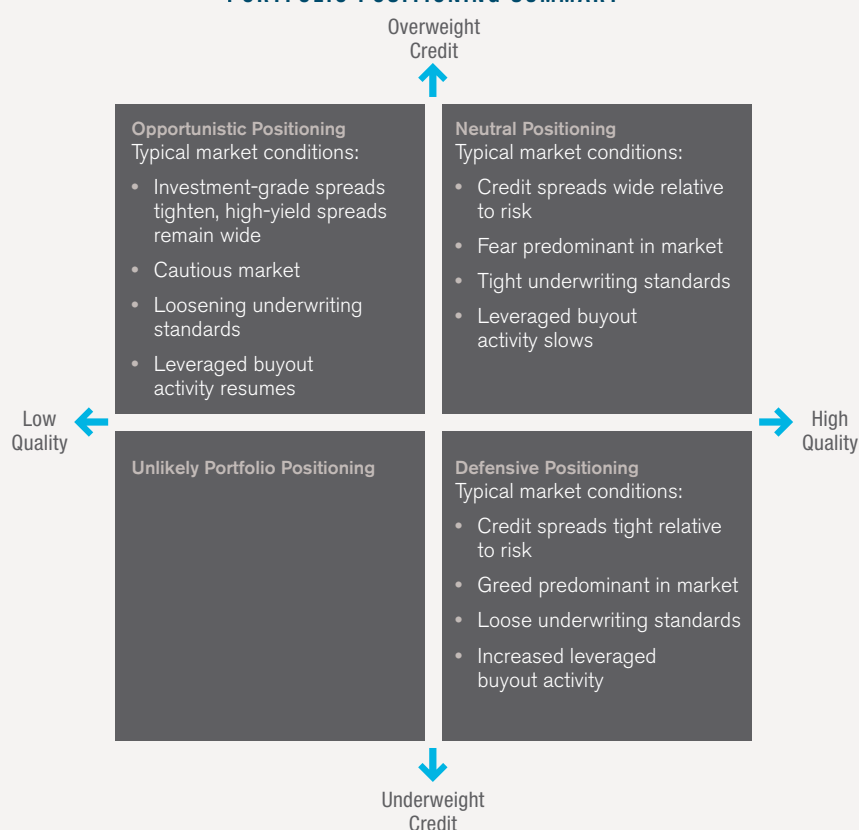 PORTFOLIO POSITIONING SUMMARY
Overweight
Credit
Opportunistic Positioning
Typical market conditions:
• Investment-grade spreads
tighten, high-yield spreads
remain wide
• Cautious market
• Loosening underwriting
standards
• Leveraged buyout
activity resumes
Neutral Positioning
Typical market conditions:
• Credit spreads wide relative
to risk
• Fear predominant in market
• Tight underwriting standards
• Leveraged buyout
activity slows
Low
Quality
High
Quality
Unlikely Portfolio Positioning
Defensive Positioning
Typical market conditions:
• Credit spreads tight relative
to risk
• Greed predominant in market
• Loose underwriting standards
• Increased leveraged
buyout activity
Underweight
Credit